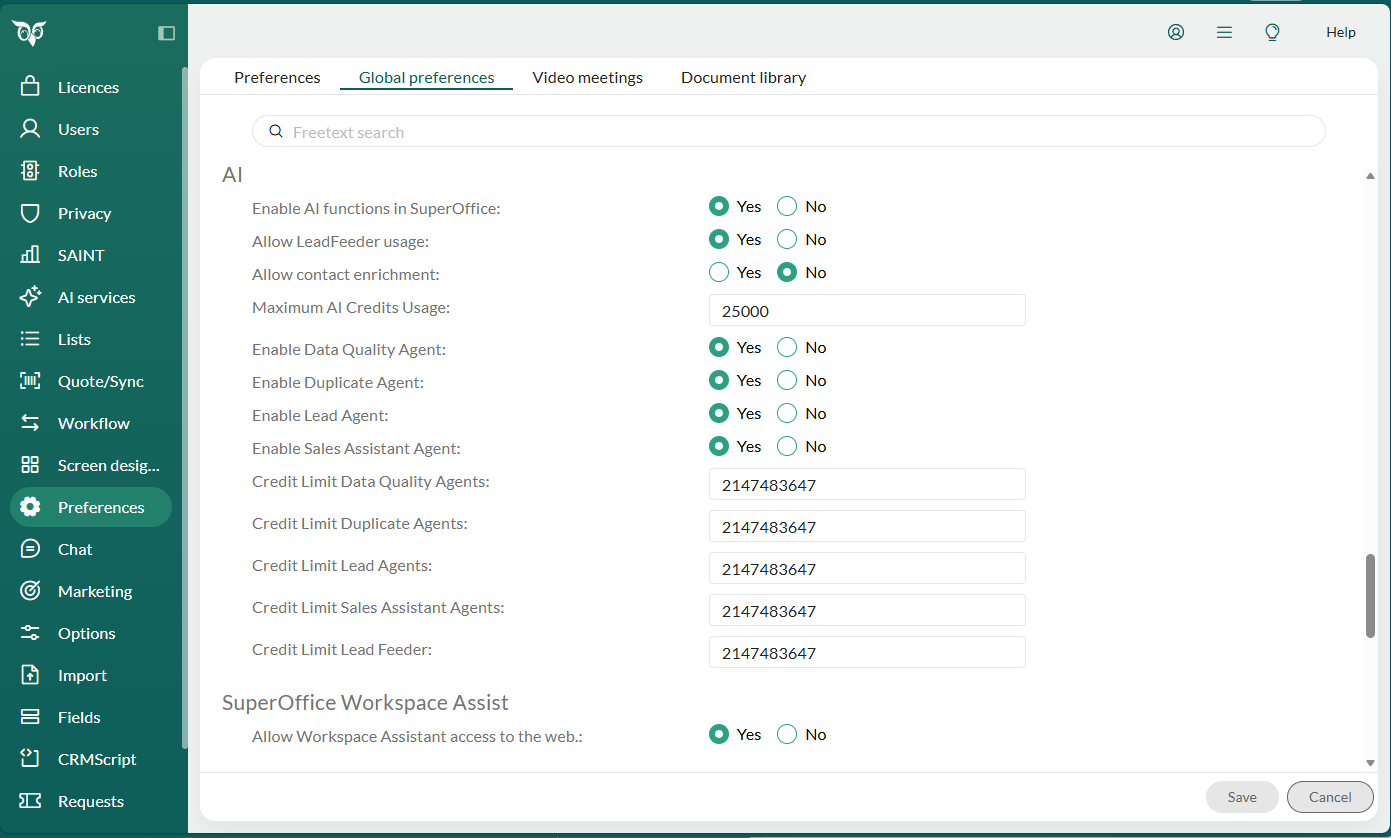 Help
Licences
Users
Roles
Privacy
SAINT
AI services
Lists
Quote/Sync
Workflow
Screen desig...
Preferences
Chat
Marketing
Options
Import
Fields
CRMScript
Requests
Preferences Global preferences Video meetings Document library
Freetext search
AI
Enable AI functions in SuperOffice: Yes No
Allow LeadFeeder usage: Yes No
Allow contact enrichment: Yes No
Maximum AI Credits Usage: 25000
Enable Data Quality Agent: Yes No
Enable Duplicate Agent: Yes No
Enable Lead Agent: Yes No
Enable Sales Assistant Agent: Yes No
Credit Limit Data Quality Agents: 2147483647
Credit Limit Duplicate Agents: 2147483647
Credit Limit Lead Agents: 2147483647
Credit Limit Sales Assistant Agents: 2147483647
Credit Limit Lead Feeder: 2147483647
SuperOffice Workspace Assist
Allow Workspace Assistant access to the web.: Yes No
Save Cancel